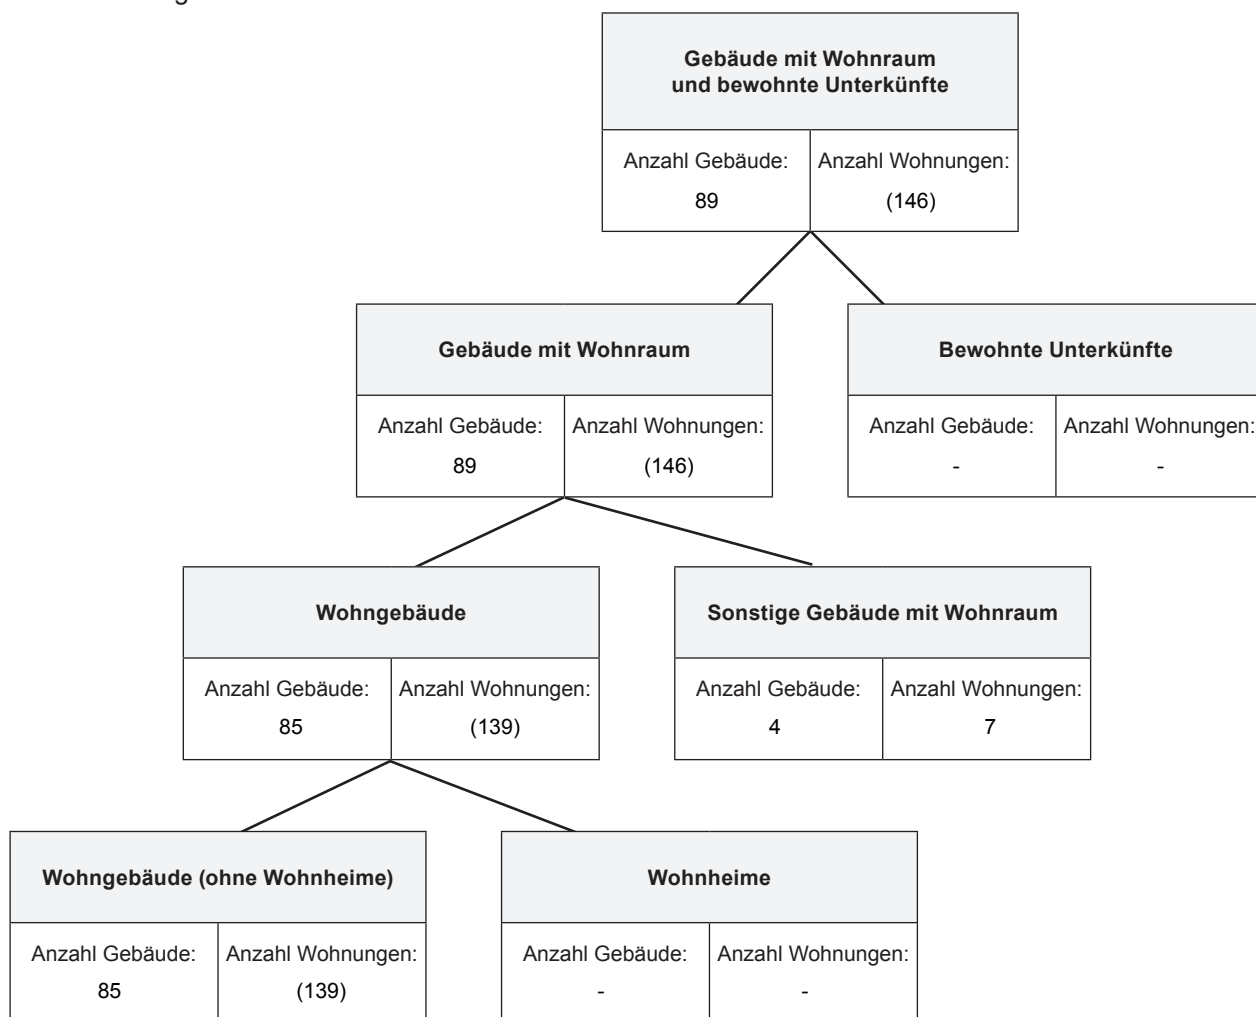 Gebäude mit Wohnraum
und bewohnte Unterkünfte
Anzahl Gebäude: Anzahl Wohnungen:
89 (146)
Gebäude mit Wohnraum Bewohnte Unterkünfte
Anzahl Gebäude: Anzahl Wohnungen: Anzahl Gebäude: Anzahl Wohnungen:
89 (146) - -
Wohngebäude Sonstige Gebäude mit Wohnraum
Anzahl Gebäude: Anzahl Wohnungen: Anzahl Gebäude: Anzahl Wohnungen:
85 (139) 4 7
Wohngebäude (ohne Wohnheime) Wohnheime
Anzahl Gebäude: Anzahl Wohnungen: Anzahl Gebäude: Anzahl Wohnungen:
85 (139) - -